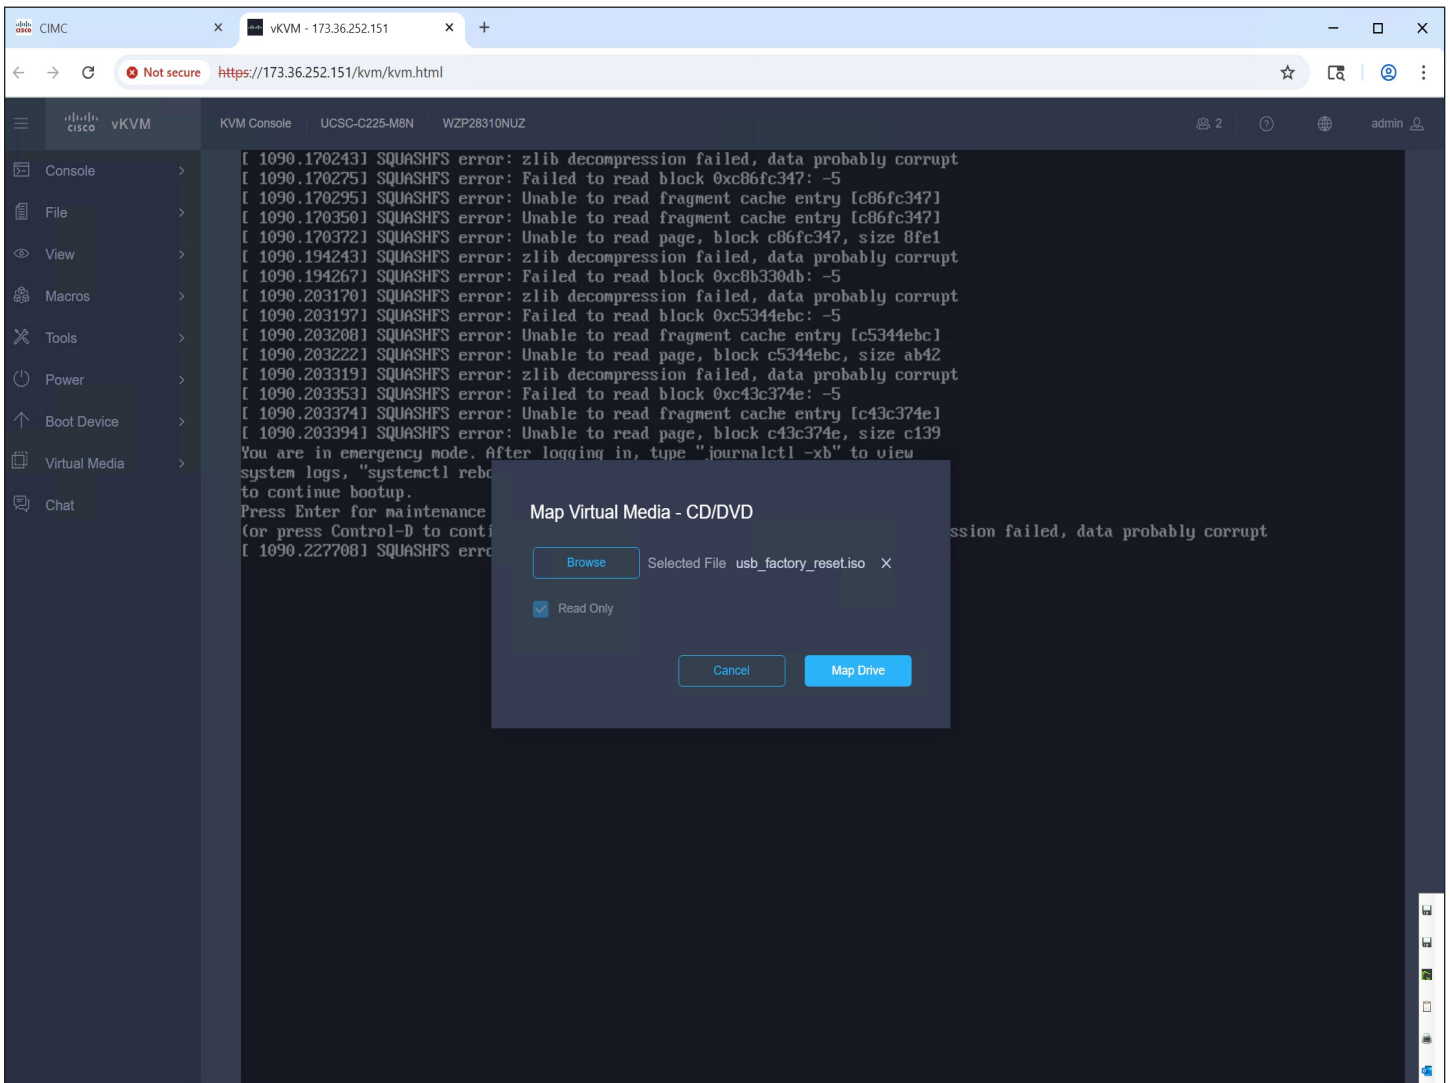 CIMC
vKVM - 173.36.252.151
Not secure https://173.36.252.151/kvm/kvm.html
cisco vKVM KVM Console UCSC-C225-M8N WZP28310NUZ 2 admin
Console
File
View
Macros
Tools
Power
Boot Device
Virtual Media
Chat
[ 1090.170243] SQUASHFS error: zlib decompression failed, data probably corrupt
[ 1090.170275] SQUASHFS error: Failed to read block 0xc86fc347: -5
[ 1090.170295] SQUASHFS error: Unable to read fragment cache entry [c86fc347]
[ 1090.170350] SQUASHFS error: Unable to read fragment cache entry [c86fc347]
[ 1090.170372] SQUASHFS error: Unable to read page, block c86fc347, size 8fe1
[ 1090.194243] SQUASHFS error: zlib decompression failed, data probably corrupt
[ 1090.194267] SQUASHFS error: Failed to read block 0xc8b330db: -5
[ 1090.203170] SQUASHFS error: zlib decompression failed, data probably corrupt
[ 1090.203197] SQUASHFS error: Failed to read block 0xc5344ebc: -5
[ 1090.203208] SQUASHFS error: Unable to read fragment cache entry [c5344ebc]
[ 1090.203222] SQUASHFS error: Unable to read page, block c5344ebc, size ab42
[ 1090.203319] SQUASHFS error: zlib decompression failed, data probably corrupt
[ 1090.203353] SQUASHFS error: Failed to read block 0xc43c374e: -5
[ 1090.203374] SQUASHFS error: Unable to read fragment cache entry [c43c374e]
[ 1090.203394] SQUASHFS error: Unable to read page, block c43c374e, size c139
You are in emergency mode. After logging in, type "journalctl -xb" to view
system logs, "systemctl rebo
to continue bootup.
Press Enter for maintenance
(or press Control-D to conti ssion failed, data probably corrupt
[ 1090.227708] SQUASHFS erro
Map Virtual Media - CD/DVD
Browse Selected File usb_factory_reset.iso
Read Only
Cancel Map Drive